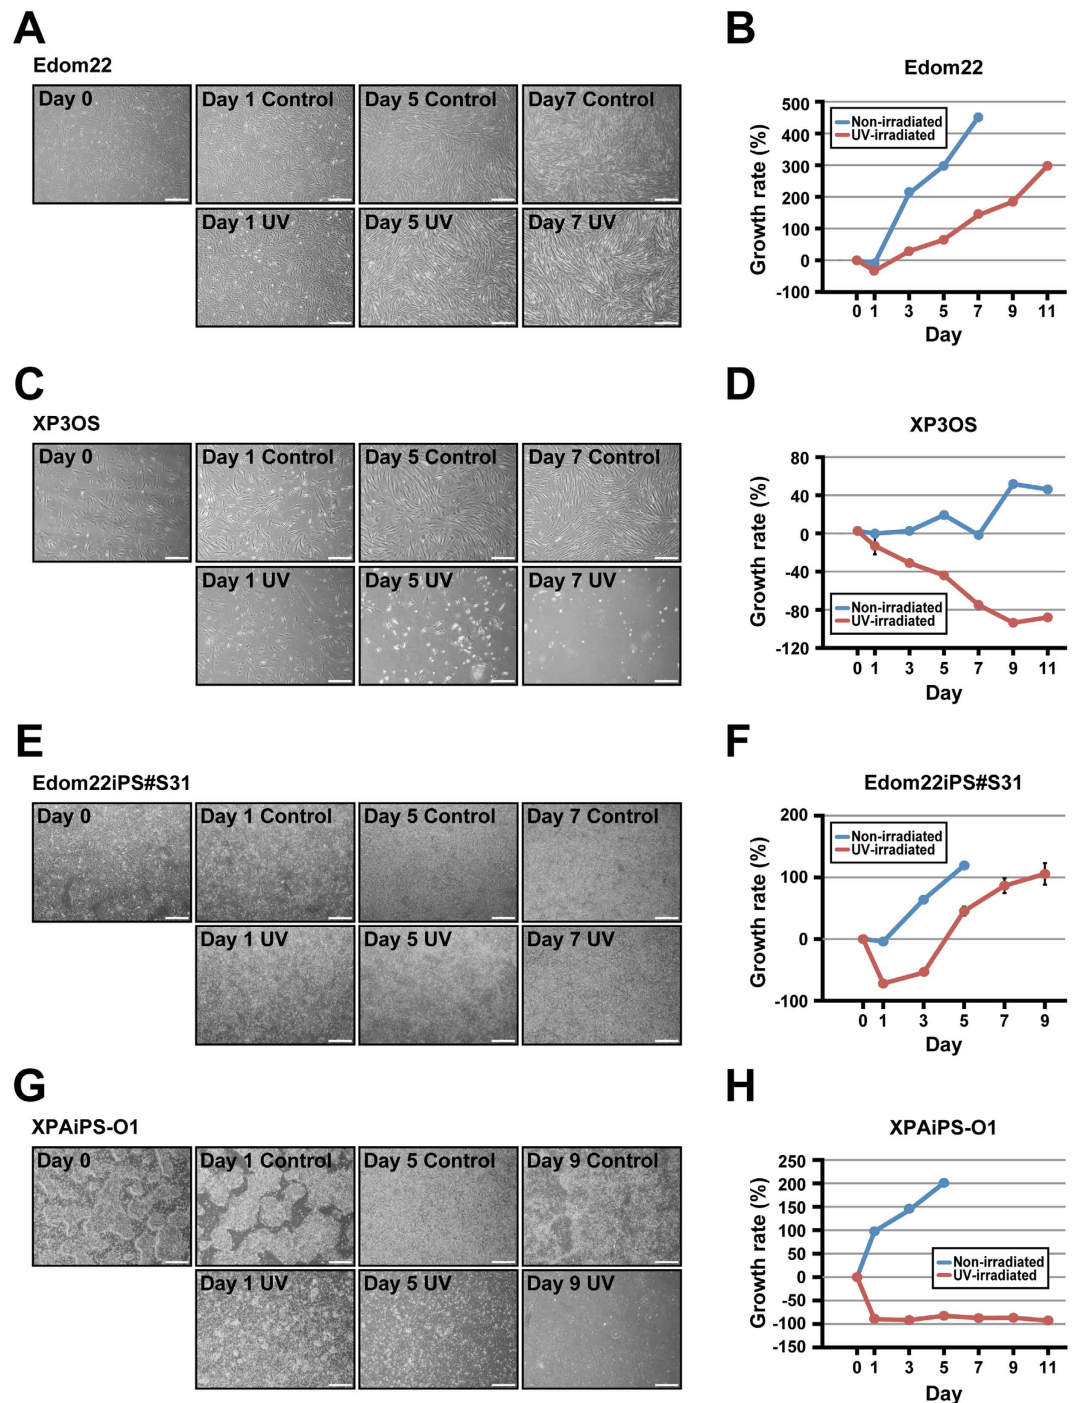 A
Edom22
Day 0
Day 1 Control
Day 5 Control
Day7 Control
Day 1 UV
Day 5 UV
Day 7 UV
B
Edom22
Growth rate (%)
500
400
300
200
100
0
-100
Non-irradiated
UV-irradiated
0 1 3 5 7 9 11
Day
C
XP3OS
Day 0
Day 1 Control
Day 5 Control
Day 7 Control
Day 1 UV
Day 5 UV
Day 7 UV
D
XP3OS
Growth rate (%)
80
40
0
-40
-80
-120
Non-irradiated
UV-irradiated
0 1 3 5 7 9 11
Day
E
Edom22iPS#S31
Day 0
Day 1 Control
Day 5 Control
Day 7 Control
Day 1 UV
Day 5 UV
Day 7 UV
F
Edom22iPS#S31
Growth rate (%)
200
100
0
-100
Non-irradiated
UV-irradiated
0 1 3 5 7 9
Day
G
XPAiPS-O1
Day 0
Day 1 Control
Day 5 Control
Day 9 Control
Day 1 UV
Day 5 UV
Day 9 UV
H
XPAiPS-O1
Growth rate (%)
250
200
150
100
50
0
-50
-100
-150
Non-irradiated
UV-irradiated
0 1 3 5 7 9 11
Day